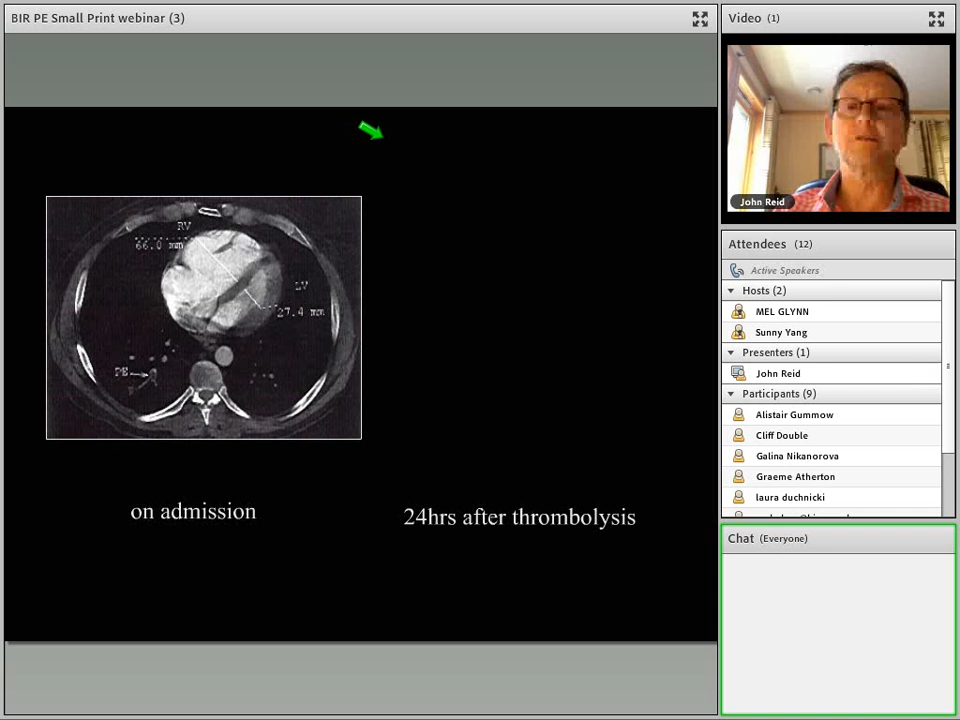 BIR PE Small Print webinar (3)
RV
66.0 mm
LV
27.4 mm
PE
on admission
24hrs after thrombolysis
Video (1)
John Reid
Attendees (12)
Active Speakers
Hosts (2)
MEL GLYNN
Sunny Yang
Presenters (1)
John Reid
Participants (9)
Alistair Gummow
Cliff Double
Galina Nikanorova
Graeme Atherton
laura duchnicki
Chat (Everyone)